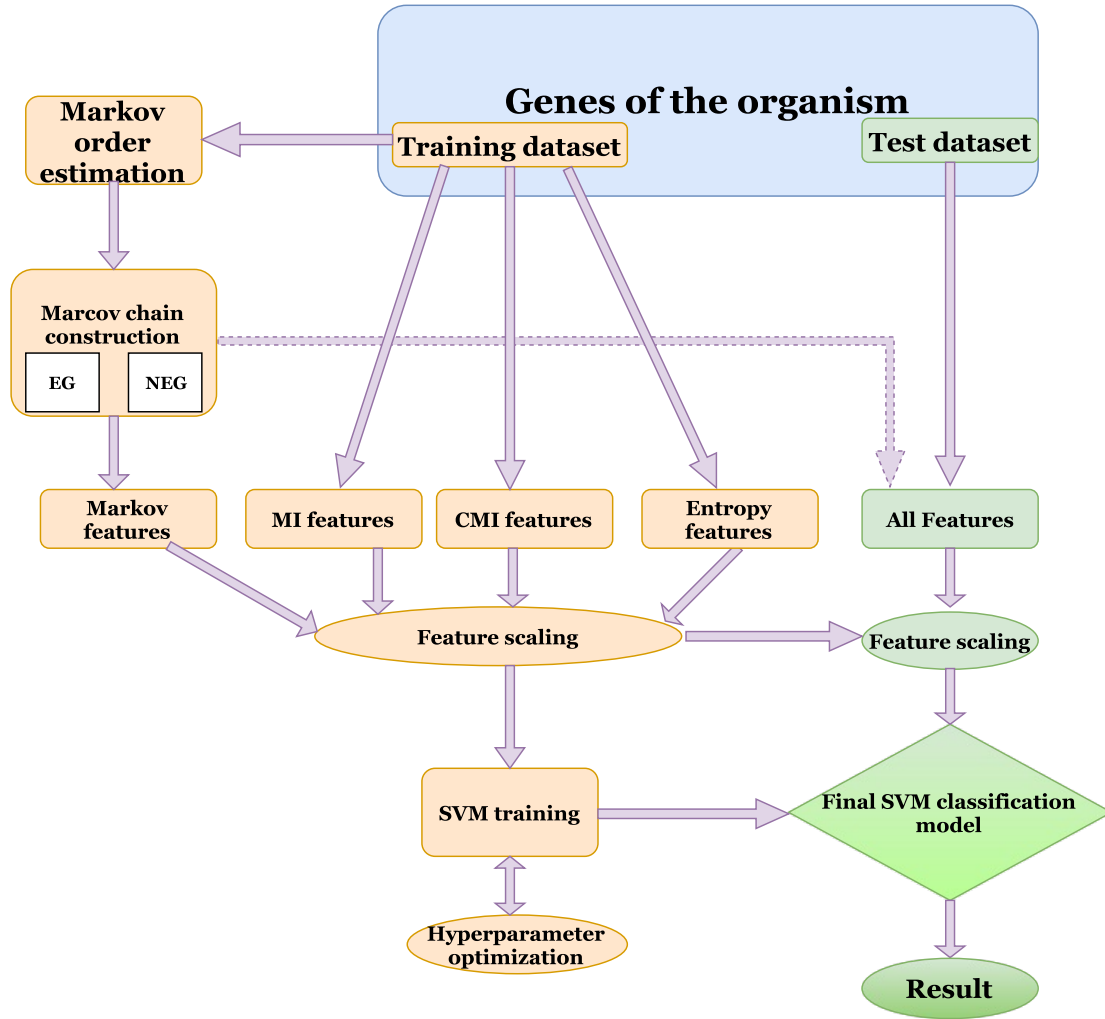 Genes of the organism
Markov
order
estimation
Training dataset
Test dataset
Marcov chain
construction
EG
NEG
Markov
features
MI features
CMI features
Entropy
features
All Features
Feature scaling
Feature scaling
SVM training
Final SVM classification
model
Hyperparameter
optimization
Result